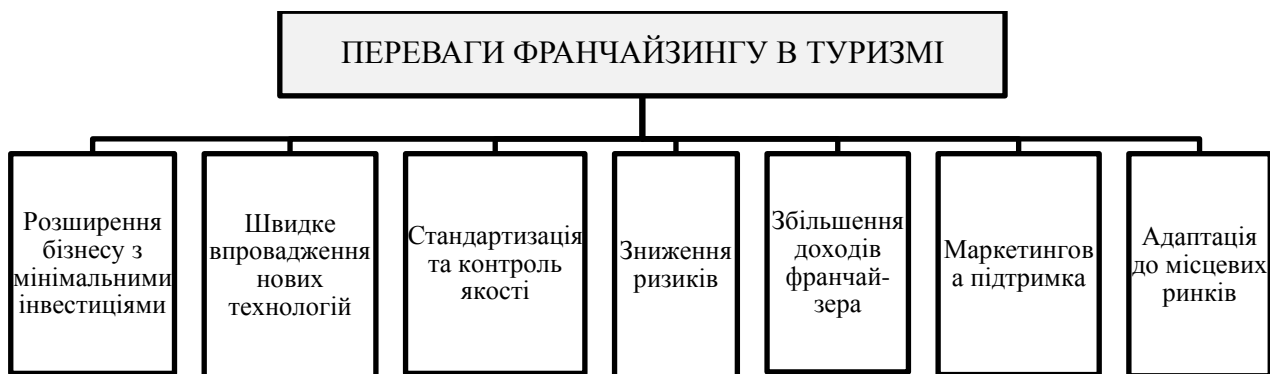 ПЕРЕВАГИ ФРАНЧАЙЗИНГУ В ТУРИЗМІ
Розширення
бізнесу з
мінімальними
інвестиціями
Швидке
впровадження
нових
технологій
Стандартизація
та контроль
якості
Зниження
ризиків
Збільшення
доходів
франчай-
зера
Маркетингов
а підтримка
Адаптація
до місцевих
ринків